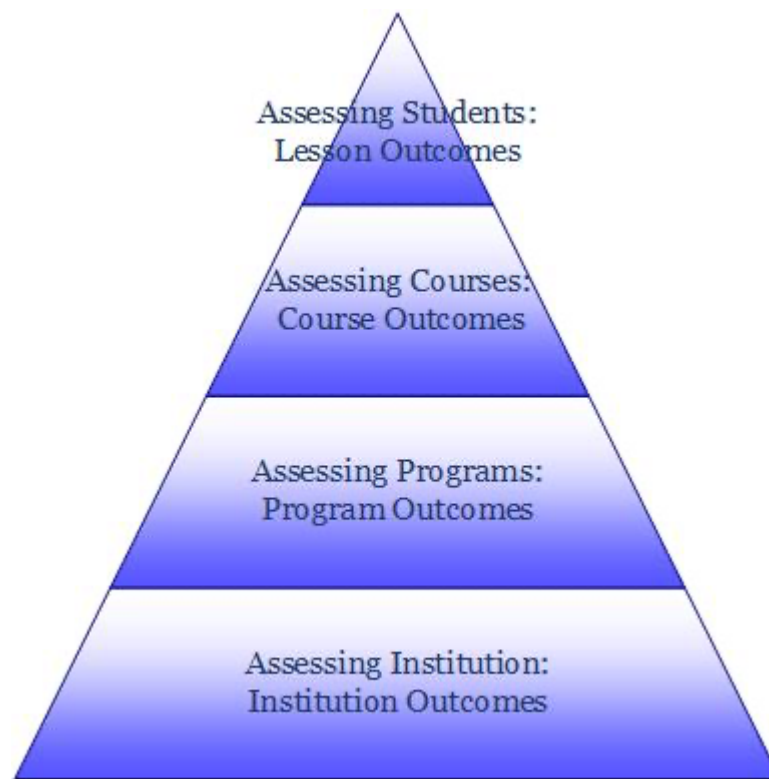 Assessing Students:
Lesson Outcomes
Assessing Courses:
Course Outcomes
Assessing Programs:
Program Outcomes
Assessing Institution:
Institution Outcomes